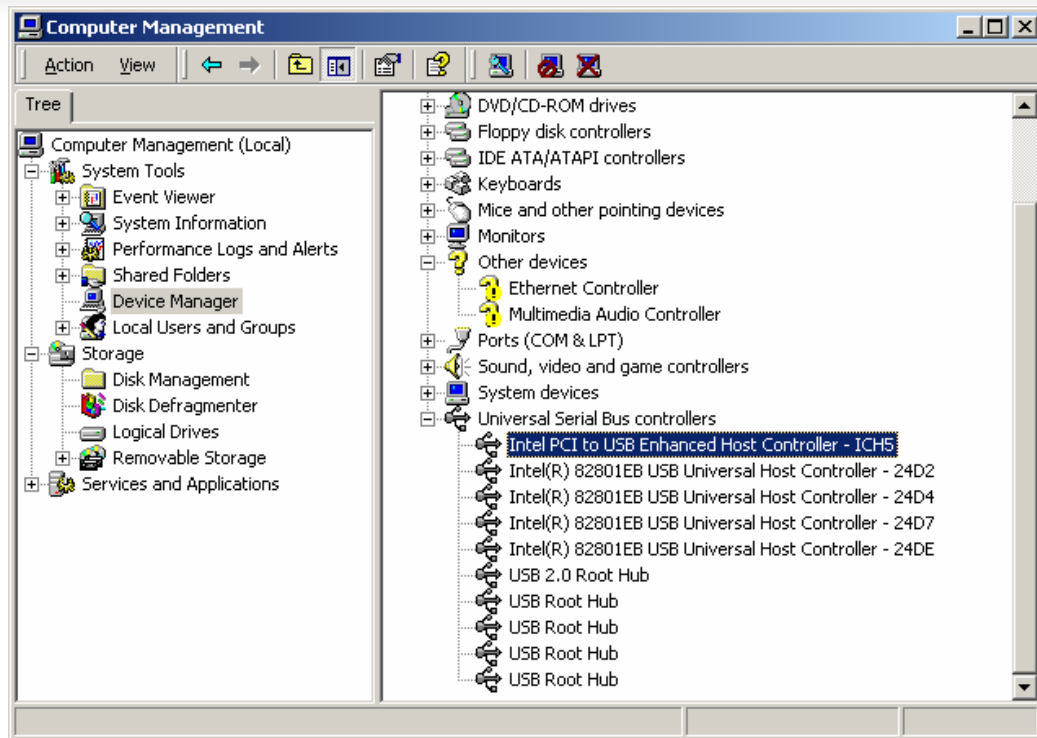 Computer Management
Action View
Tree
Computer Management (Local)
System Tools
Event Viewer
System Information
Performance Logs and Alerts
Shared Folders
Device Manager
Local Users and Groups
Storage
Disk Management
Disk Defragmenter
Logical Drives
Removable Storage
Services and Applications
DVD/CD-ROM drives
Floppy disk controllers
IDE ATA/ATAPI controllers
Keyboards
Mice and other pointing devices
Monitors
Other devices
Ethernet Controller
Multimedia Audio Controller
Ports (COM & LPT)
Sound, video and game controllers
System devices
Universal Serial Bus controllers
Intel PCI to USB Enhanced Host Controller - ICH5
Intel(R) 82801EB USB Universal Host Controller - 24D2
Intel(R) 82801EB USB Universal Host Controller - 24D4
Intel(R) 82801EB USB Universal Host Controller - 24D7
Intel(R) 82801EB USB Universal Host Controller - 24DE
USB 2.0 Root Hub
USB Root Hub
USB Root Hub
USB Root Hub
USB Root Hub